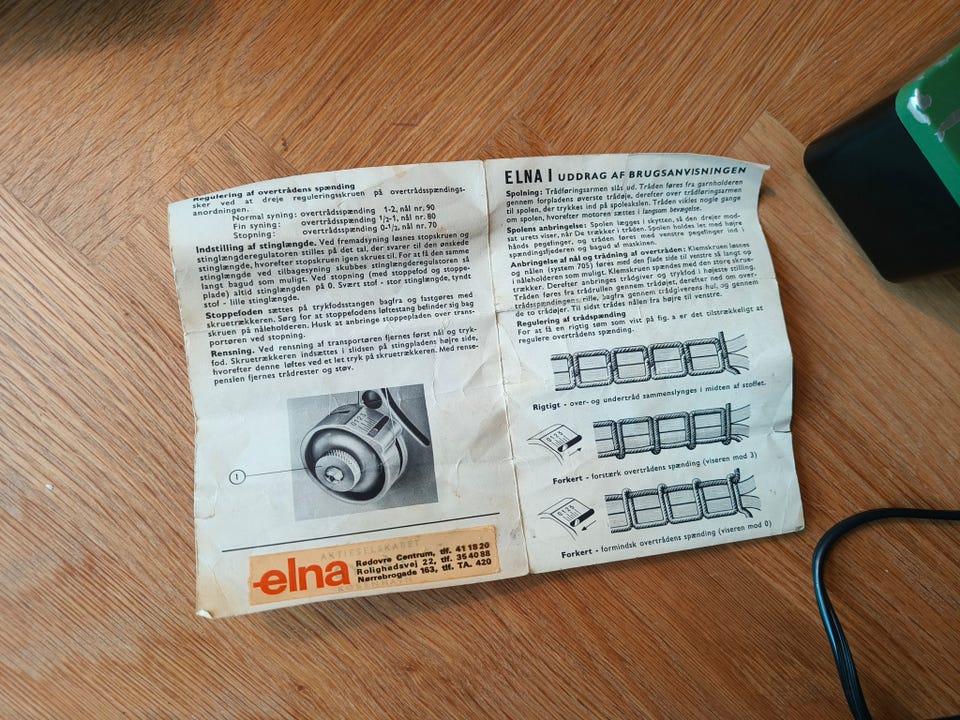 Regulering af overtrådens spænding
sker ved at dreje reguleringskruen på overtrådsspændings-
anordningen.
Normal syning: overtrådsspænding 1-2, nål nr. 90
Fin syning: overtrådsspænding 1/2-1, nål nr. 80
Stopning: overtrådsspænding 0-1/2, nål nr. 70
Indstilling af stinglængde. Ved fremadsyning løsnes stopskruen og
stinglængderegulatoren stilles på det tal, der svarer til den ønskede
stinglængde, hvorefter stopskruen igen skrues til. For at få den samme
stinglængde ved tilbagesyning skubbes stinglængderegulatoren så
langt bagud som muligt. Ved stopning (med stoppefod og stoppe-
plade) altid stinglængden på 0. Svært stof - stor stinglængde, tyndt
stof - lille stinglængde.
Stoppefoden sættes på trykfodsstangen bagfra og fastgøres med
skruetrækkeren. Sørg for at stoppefodens løftestang befinder sig bag
skruen på nåleholderen. Husk at anbringe stoppepladen over trans-
portøren ved stopning.
Rensning. Ved rensning af transportøren fjernes først nål og tryk-
fod. Skruetrækkeren indsættes i slidsen på stingpladens højre side,
hvorefter denne løftes ved et let tryk på skruetrækkeren. Med rense-
penslen fjernes trådrester og støv.
0123
1
AKTIESELSKABET
elna
Rødovre Centrum, tlf. 41 18 20
Rolighedsvej 22, tlf. 35 40 88
Nørrebrogade 163, tlf. TA. 420
ELNA I UDDRAG AF BRUGSANVISNINGEN
Spolning: Trådføringsarmen slås ud. Tråden føres fra garnholderen
gennem forpladens øverste trådøje, derefter over trådføringsarmen
til spolen, der trykkes ind på spoleakslen. Tråden vikles nogle gange
om spolen, hvorefter motoren sættes i langsom bevægelse.
Spolens anbringelse: Spolen lægges i skytten, så den drejer mod-
sat urets viser, når De trækker i tråden. Spolen holdes let med højre
hånds pegefinger, og tråden føres med venstre pegefinger ind i
spændingsfjederen og bagud af maskinen.
Anbringelse af nål og trådning af overtråden: Klemskruen løsnes
og nålen (system 705) føres med den flade side til venstre så langt op
i nåleholderen som muligt. Klemskruen spændes med den store skrue-
trækker. Derefter anbringes trådgiver og trykfod i højeste stilling.
Tråden føres fra trådrullen gennem trådøjet, derefter ned om over-
trådsspændingens rille, bagfra gennem trådgiverens hul, og gennem
de to trådøjer. Til sidst trådes nålen fra højre til venstre.
Regulering af trådspænding
For at få en rigtig søm som vist på fig. a er det tilstrækkeligt at
regulere overtrådens spænding.
Rigtigt - over- og undertråd sammenslynges i midten af stoffet.
0123
Forkert - forstærk overtrådens spænding (viseren mod 3)
0123
Forkert - formindsk overtrådens spænding (viseren mod 0)